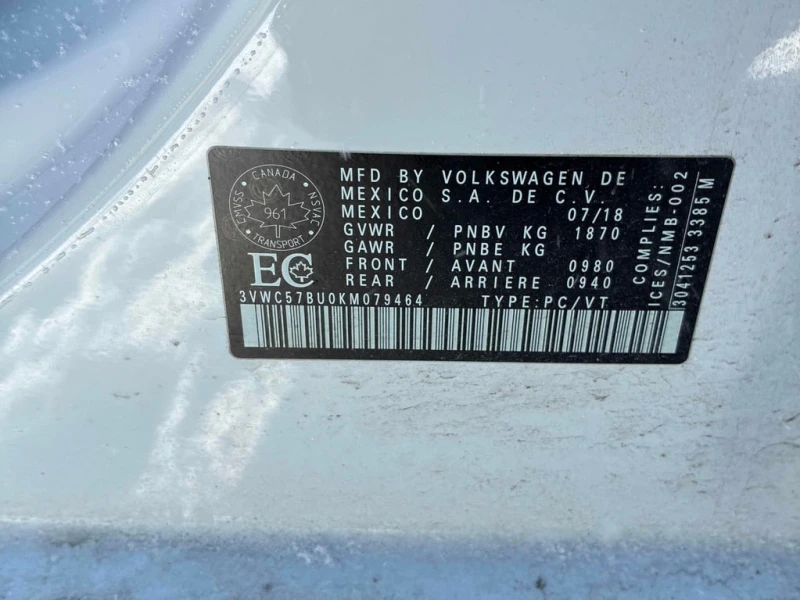 CANADA
CMVSS
961
NSVAC
TRANSPORT
EC
MFD BY VOLKSWAGEN DE
MEXICO S.A. DE C.V.
MEXICO 07/18
GVWR / PNBV KG 1870
GAWR / PNBE KG
FRONT / AVANT 0980
REAR / ARRIERE 0940
3VWC57BU0KM079464 TYPE:PC/VT
COMPLIES:
ICES/NMB-002
3041253 3385 M